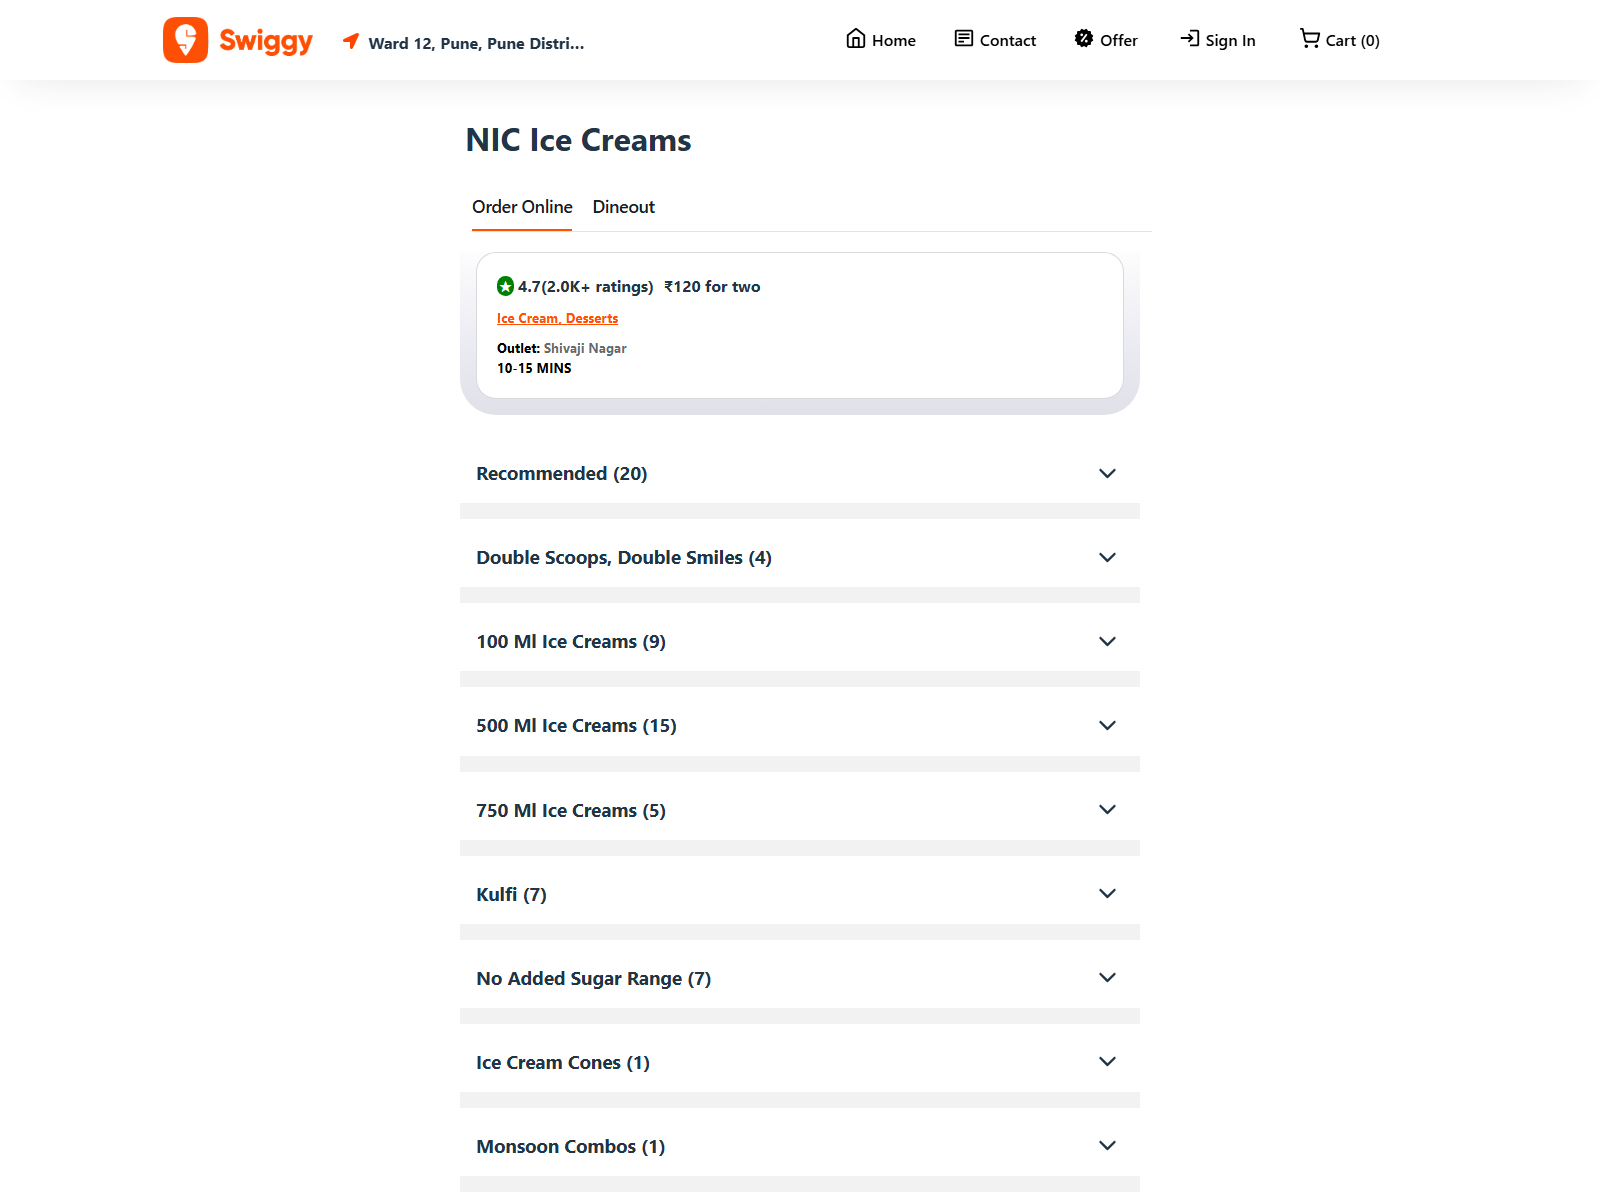 Swiggy
Ward 12, Pune, Pune Distri...
Home
Contact
Offer
Sign In
Cart (0)
NIC Ice Creams
Order Online
Dineout
4.7(2.0K+ ratings) ₹120 for two
Ice Cream, Desserts
Outlet: Shivaji Nagar
10-15 MINS
Recommended (20)
Double Scoops, Double Smiles (4)
100 Ml Ice Creams (9)
500 Ml Ice Creams (15)
750 Ml Ice Creams (5)
Kulfi (7)
No Added Sugar Range (7)
Ice Cream Cones (1)
Monsoon Combos (1)